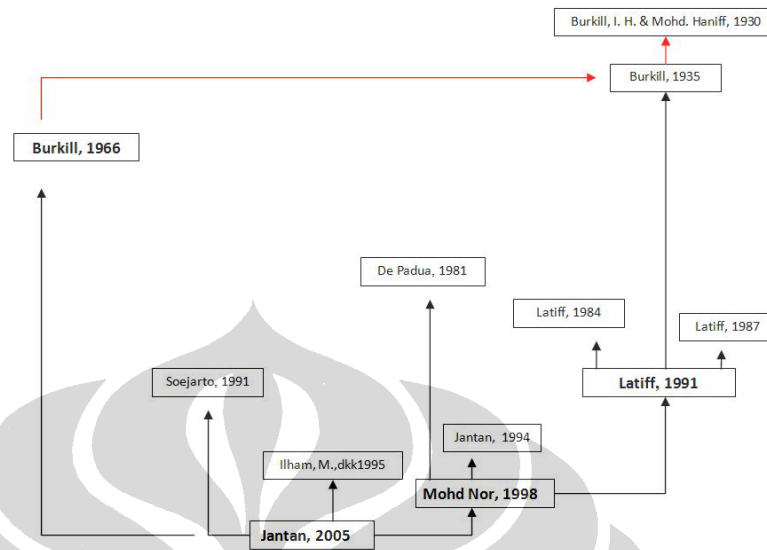 Burkill, I. H. & Mohd. Haniff, 1930
Burkill, 1935
Burkill, 1966
De Padua, 1981
Latiff, 1984
Latiff, 1987
Soejarto, 1991
Latiff, 1991
Jantan, 1994
Ilham, M.,dkk1995
Mohd Nor, 1998
Jantan, 2005